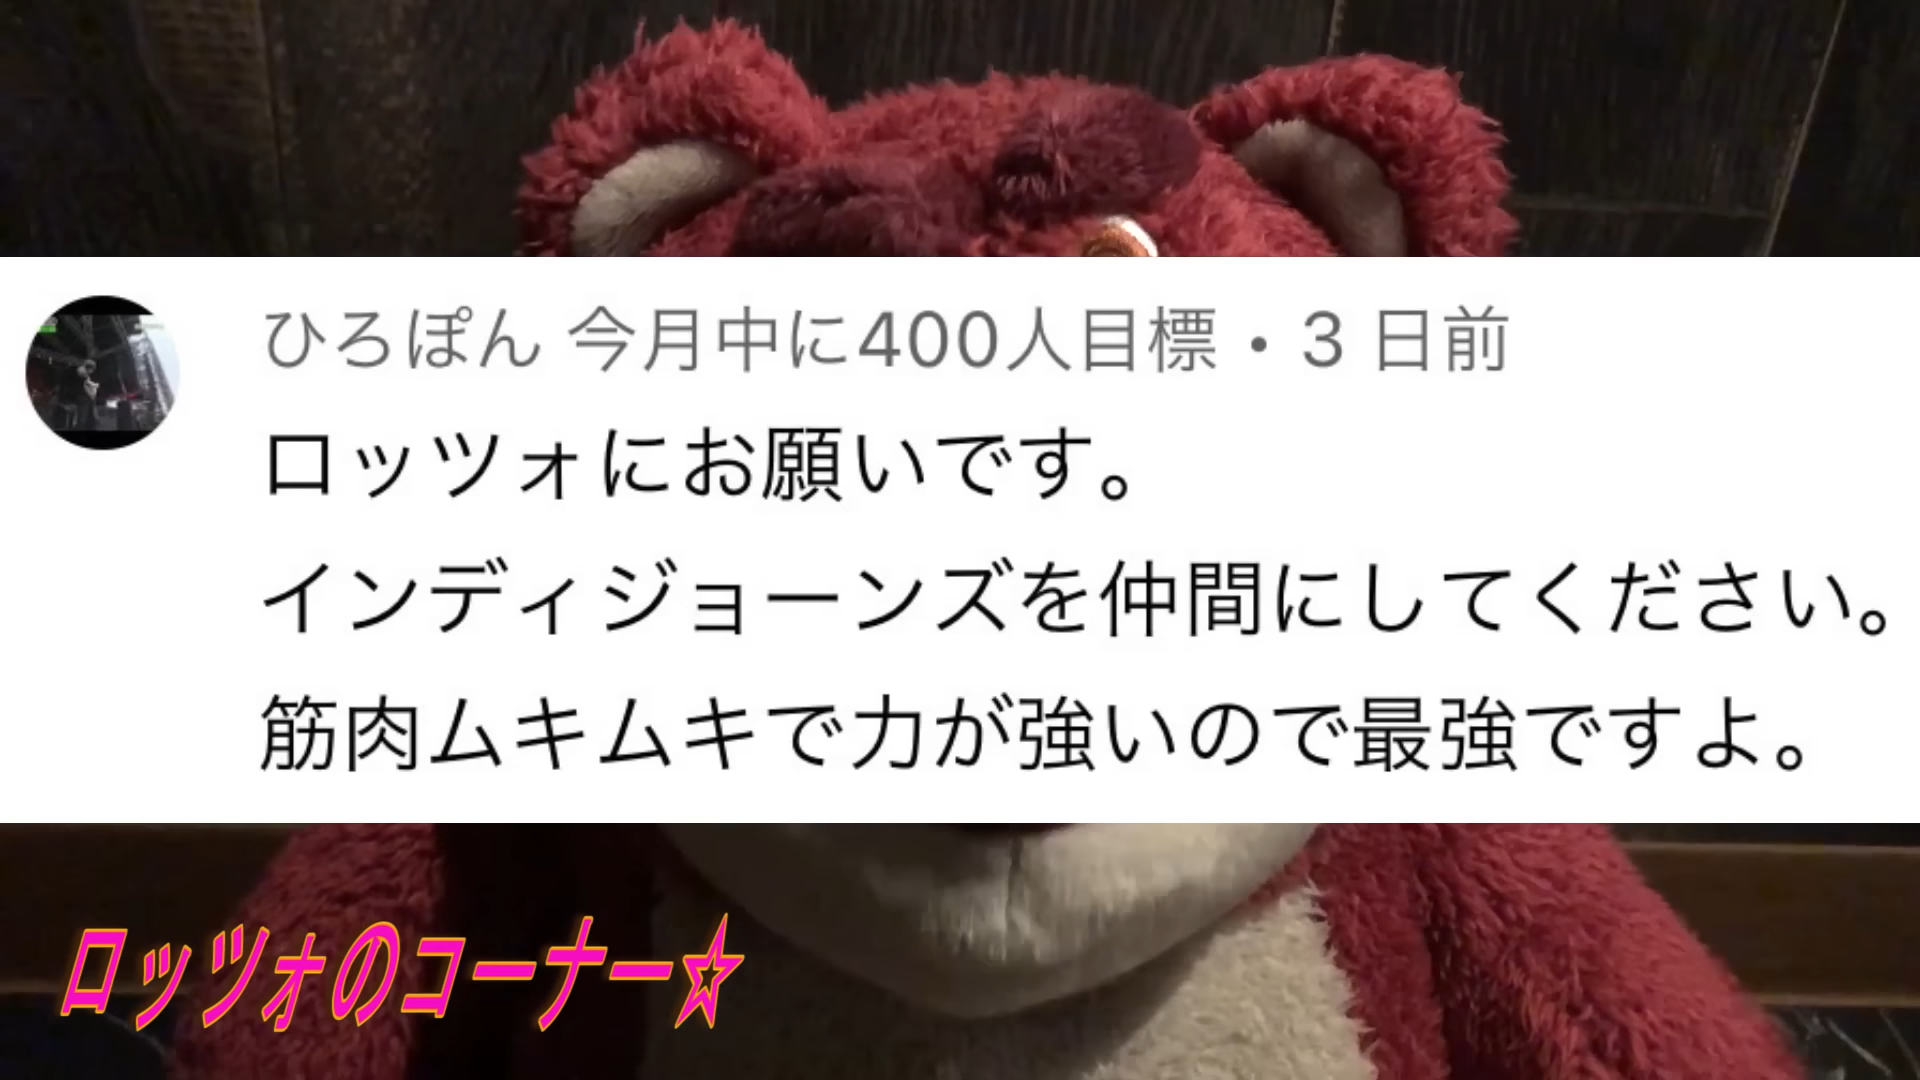 ひろぽん 今月中に400人目標・3 日前
ロッツォにお願いです。
インディジョーンズを仲間にしてください。
筋肉ムキムキで力が強いので最強ですよ。
ロッツォのコーナー☆